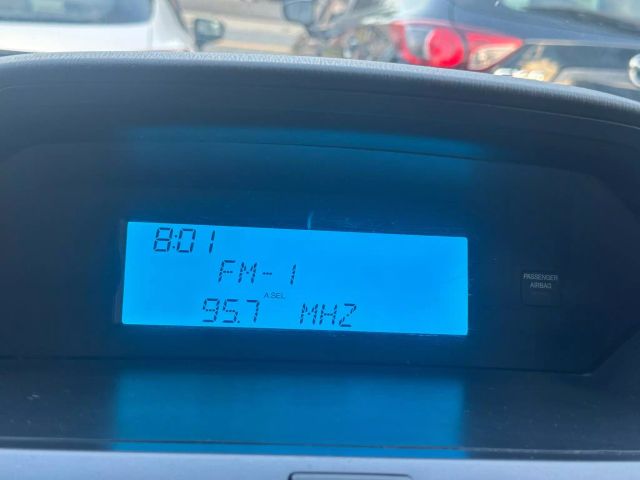 8:01
FM-1
A.SEL
95.7 MHZ
PASSENGER
AIRBAG